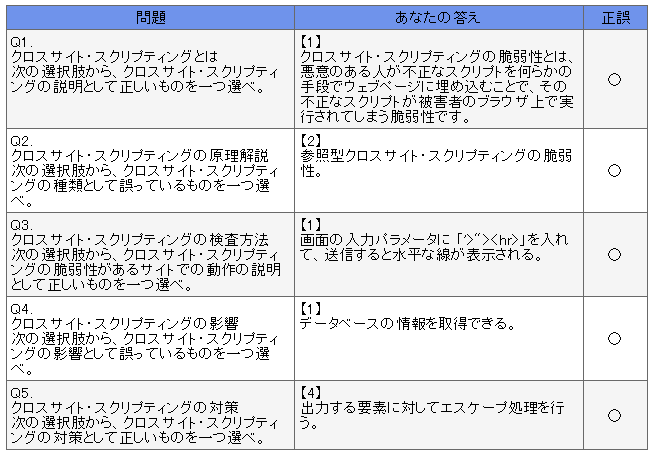 問題
あなたの答え
正誤
Q1.
クロスサイト・スクリプティングとは
次の選択肢から、クロスサイト・スクリプティ
ングの説明として正しいものを一つ選べ。
【1】
クロスサイト・スクリプティングの脆弱性とは、
悪意のある人が不正なスクリプトを何らかの
手段でウェブページに埋め込むことで、その
不正なスクリプトが被害者のブラウザ上で実
行されてしまう脆弱性です。
○
Q2.
クロスサイト・スクリプティングの原理解説
次の選択肢から、クロスサイト・スクリプティ
ングの種類として誤っているものを一つ選
べ。
【2】
参照型クロスサイト・スクリプティングの脆弱
性。
○
Q3.
クロスサイト・スクリプティングの検査方法
次の選択肢から、クロスサイト・スクリプティ
ングの脆弱性があるサイトでの動作の説明
として正しいものを一つ選べ。
【1】
画面の入力パラメータに「'>"><hr>」を入れ
て、送信すると水平な線が表示される。
○
Q4.
クロスサイト・スクリプティングの影響
次の選択肢から、クロスサイト・スクリプティ
ングの影響として誤っているものを一つ選
べ。
【1】
データベースの情報を取得できる。
○
Q5.
クロスサイト・スクリプティングの対策
次の選択肢から、クロスサイト・スクリプティ
ングの対策として正しいものを一つ選べ。
【4】
出力する要素に対してエスケープ処理を行
う。
○